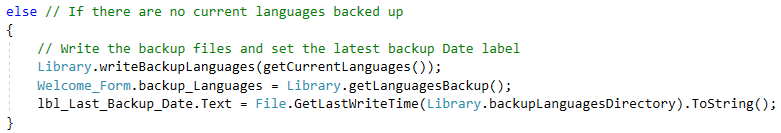 else // If there are no current languages backed up
{
// Write the backup files and set the latest backup Date label
Library.writeBackupLanguages(getCurrentLanguages());
Welcome_Form.backup_Languages = Library.getLanguagesBackup();
lbl_Last_Backup_Date.Text = File.GetLastWriteTime(Library.backupLanguagesDirectory).ToString();
}